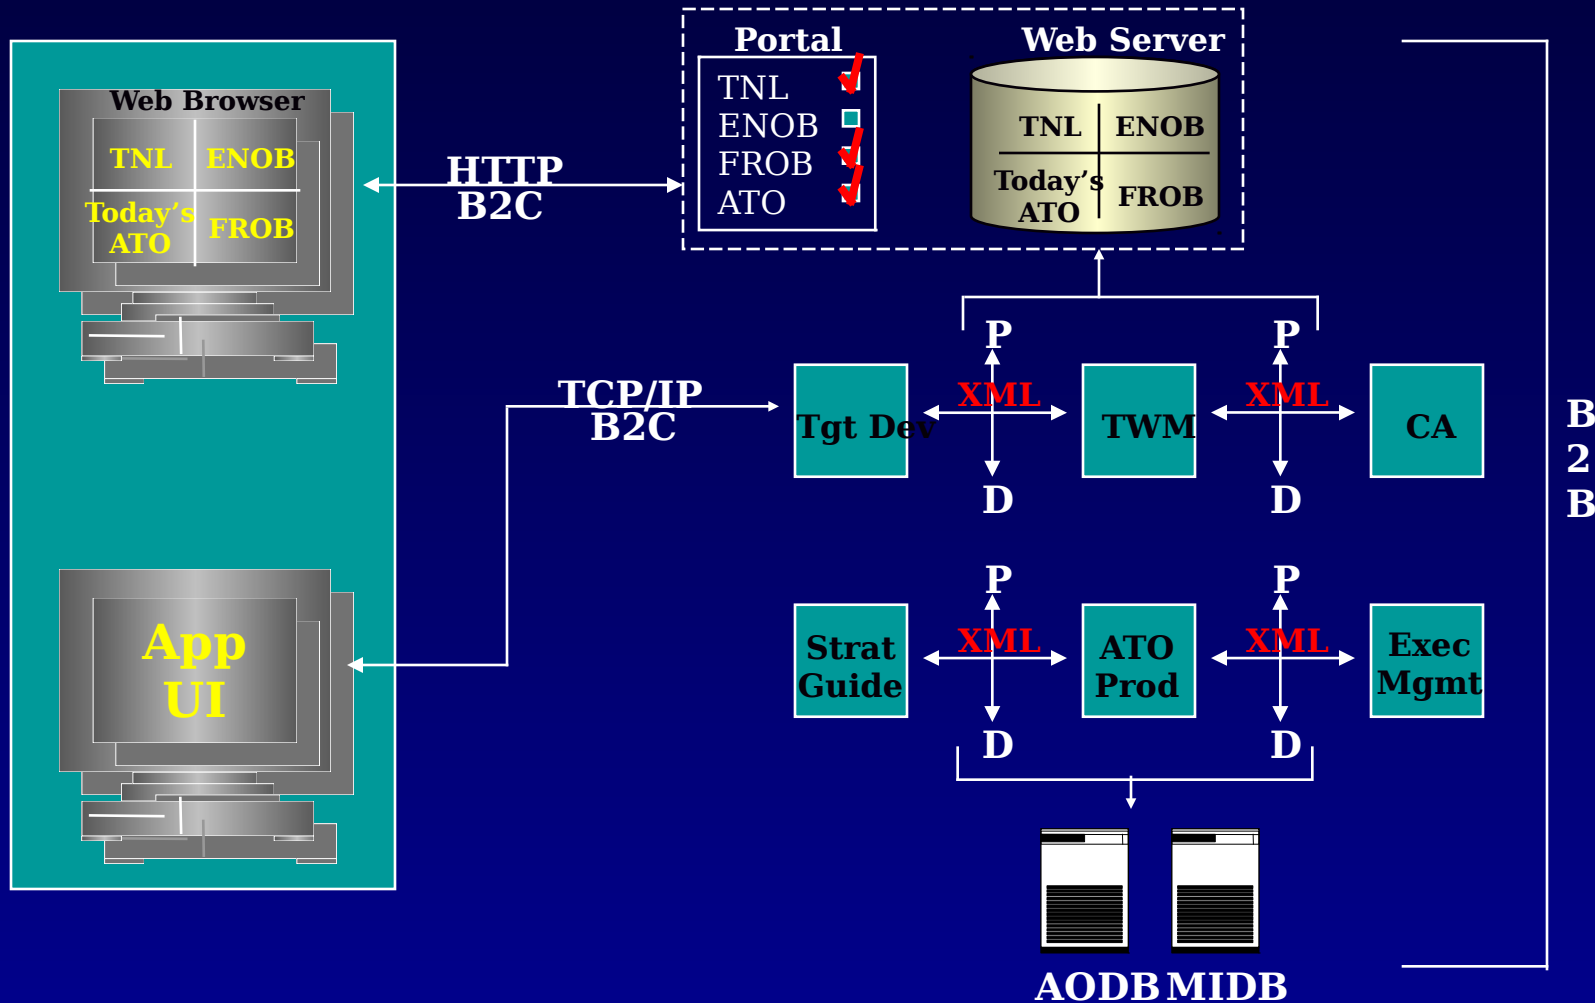 Portal
Web Server
Web Browser
TNL
ENOB
FROB
ATO
TNL
ENOB
Today's
ATO
FROB
TNL
ENOB
Today's
ATO
FROB
HTTP
B2C
TCP/IP
B2C
P
P
XML
XML
Tgt Dev
TWM
CA
D
D
P
P
XML
XML
Strat
Guide
ATO
Prod
Exec
Mgmt
D
D
App
UI
B
2
B
AODB
MIDB